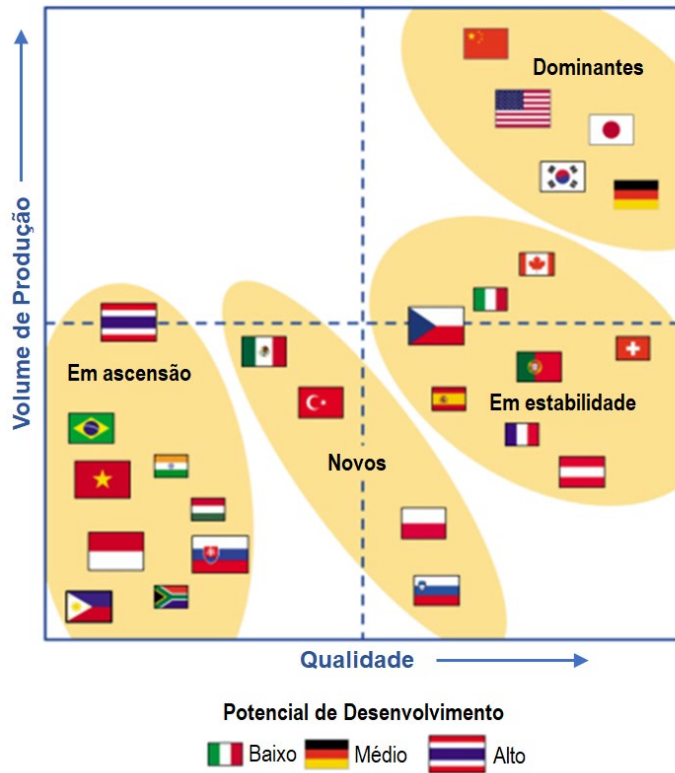 Volume de Produção
Dominantes
Em ascensão
Em estabilidade
Novos
Qualidade
Potencial de Desenvolvimento
Baixo
Médio
Alto